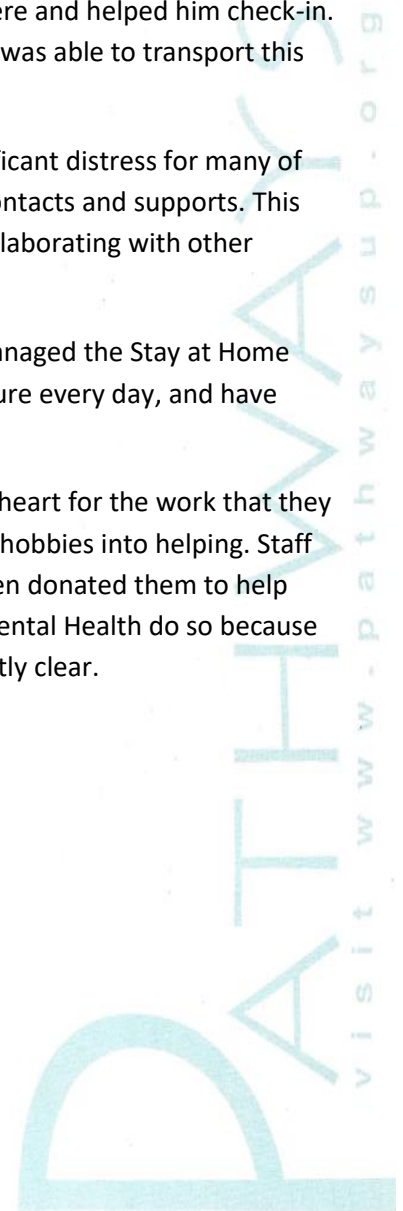 ere and helped him check-in.
was able to transport this
ficant distress for many of
ontacts and supports. This
llaborating with other
anaged the Stay at Home
ure every day, and have
heart for the work that they
hobbies into helping. Staff
en donated them to help
ental Health do so because
tly clear.
PATHWAYS
visit www.pathwaysup.org